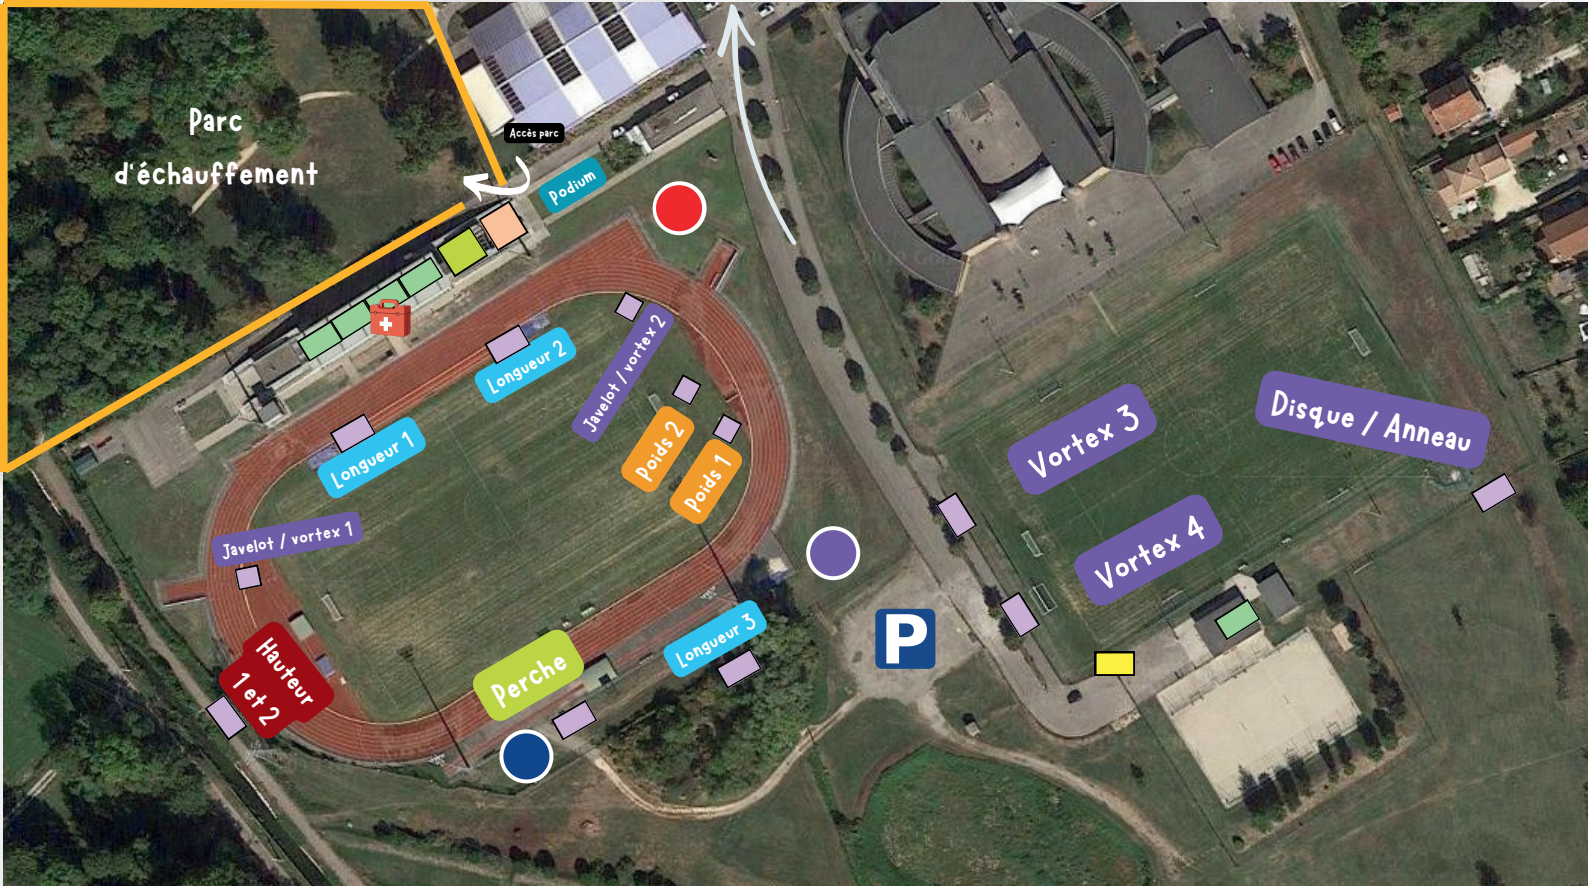 Parc
d'échauffement
Accès parc
Podium
Javelot / vortex 2
Longueur 2
Longueur 1
Poids 2
Poids 1
Javelot / vortex 1
Hauteur
1 et 2
Perche
Longueur 3
P
Vortex 3
Vortex 4
Disque / Anneau